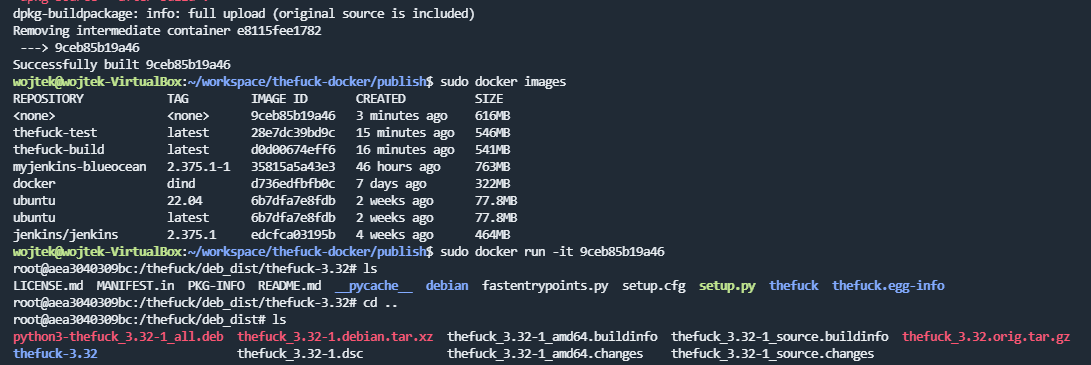 dpkg-buildpackage: info: full upload (original source is included)
Removing intermediate container e8115fee1782
---> 9ceb85b19a46
Successfully built 9ceb85b19a46
wojtek@wojtek-VirtualBox:~/workspace/thefuck-docker/publish$ sudo docker images
REPOSITORY TAG IMAGE ID CREATED SIZE
<none> <none> 9ceb85b19a46 3 minutes ago 616MB
thefuck-test latest 28e7dc39bd9c 15 minutes ago 546MB
thefuck-build latest d0d00674eff6 16 minutes ago 541MB
myjenkins-blueocean 2.375.1-1 35815a5a43e3 46 hours ago 763MB
docker dind d736edfbfb0c 7 days ago 322MB
ubuntu 22.04 6b7dfa7e8fdb 2 weeks ago 77.8MB
ubuntu latest 6b7dfa7e8fdb 2 weeks ago 77.8MB
jenkins/jenkins 2.375.1 edcfca03195b 4 weeks ago 464MB
wojtek@wojtek-VirtualBox:~/workspace/thefuck-docker/publish$ sudo docker run -it 9ceb85b19a46
root@aea3040309bc:/thefuck/deb_dist/thefuck-3.32# ls
LICENSE.md MANIFEST.in PKG-INFO README.md __pycache__ debian fastentrypoints.py setup.cfg setup.py thefuck thefuck.egg-info
root@aea3040309bc:/thefuck/deb_dist/thefuck-3.32# cd ..
root@aea3040309bc:/thefuck/deb_dist# ls
python3-thefuck_3.32-1_all.deb thefuck_3.32-1.debian.tar.xz thefuck_3.32-1_amd64.buildinfo thefuck_3.32-1_source.buildinfo thefuck_3.32.orig.tar.gz
thefuck-3.32 thefuck_3.32-1.dsc thefuck_3.32-1_amd64.changes thefuck_3.32-1_source.changes